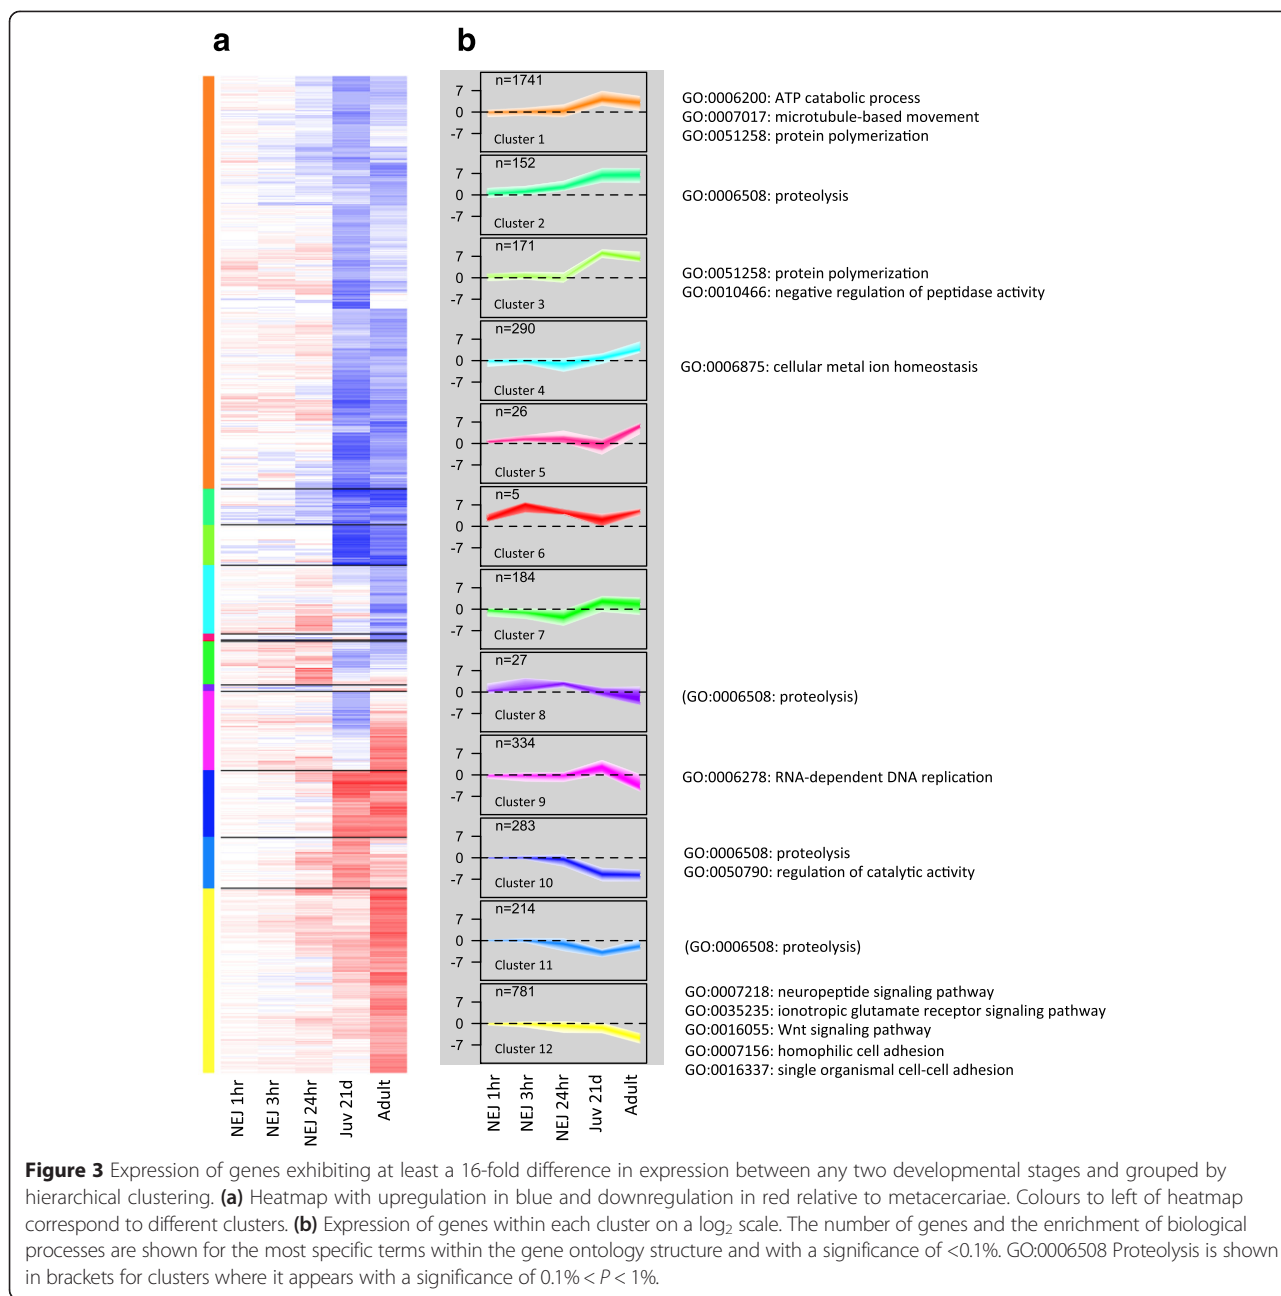 a
b
n=1741
7
0
-7
Cluster 1
GO:0006200: ATP catabolic process
GO:0007017: microtubule-based movement
GO:0051258: protein polymerization
n=152
7
0
-7
Cluster 2
GO:0006508: proteolysis
n=171
7
0
-7
Cluster 3
GO:0051258: protein polymerization
GO:0010466: negative regulation of peptidase activity
n=290
7
0
-7
Cluster 4
GO:0006875: cellular metal ion homeostasis
n=26
7
0
-7
Cluster 5
n=5
7
0
-7
Cluster 6
n=184
7
0
-7
Cluster 7
n=27
7
0
-7
Cluster 8
(GO:0006508: proteolysis)
n=334
7
0
-7
Cluster 9
GO:0006278: RNA-dependent DNA replication
n=283
7
0
-7
Cluster 10
GO:0006508: proteolysis
GO:0050790: regulation of catalytic activity
n=214
7
0
-7
Cluster 11
(GO:0006508: proteolysis)
n=781
7
0
-7
Cluster 12
GO:0007218: neuropeptide signaling pathway
GO:0035235: ionotropic glutamate receptor signaling pathway
GO:0016055: Wnt signaling pathway
GO:0007156: homophilic cell adhesion
GO:0016337: single organismal cell-cell adhesion
NEJ 1hr
NEJ 3hr
NEJ 24hr
Juv 21d
Adult
NEJ 1hr
NEJ 3hr
NEJ 24hr
Juv 21d
Adult
Figure 3 Expression of genes exhibiting at least a 16-fold difference in expression between any two developmental stages and grouped by
hierarchical clustering. (a) Heatmap with upregulation in blue and downregulation in red relative to metacercariae. Colours to left of heatmap
correspond to different clusters. (b) Expression of genes within each cluster on a log₂ scale. The number of genes and the enrichment of biological
processes are shown for the most specific terms within the gene ontology structure and with a significance of <0.1%. GO:0006508 Proteolysis is shown
in brackets for clusters where it appears with a significance of 0.1% < P < 1%.